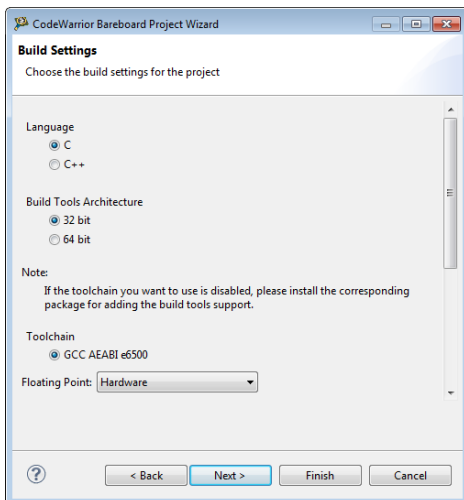 CodeWarrior Bareboard Project Wizard
Build Settings
Choose the build settings for the project
Language
C
C++
Build Tools Architecture
32 bit
64 bit
Note:
If the toolchain you want to use is disabled, please install the corresponding
package for adding the build tools support.
Toolchain
GCC AEABI e6500
Floating Point: Hardware
? < Back Next > Finish Cancel